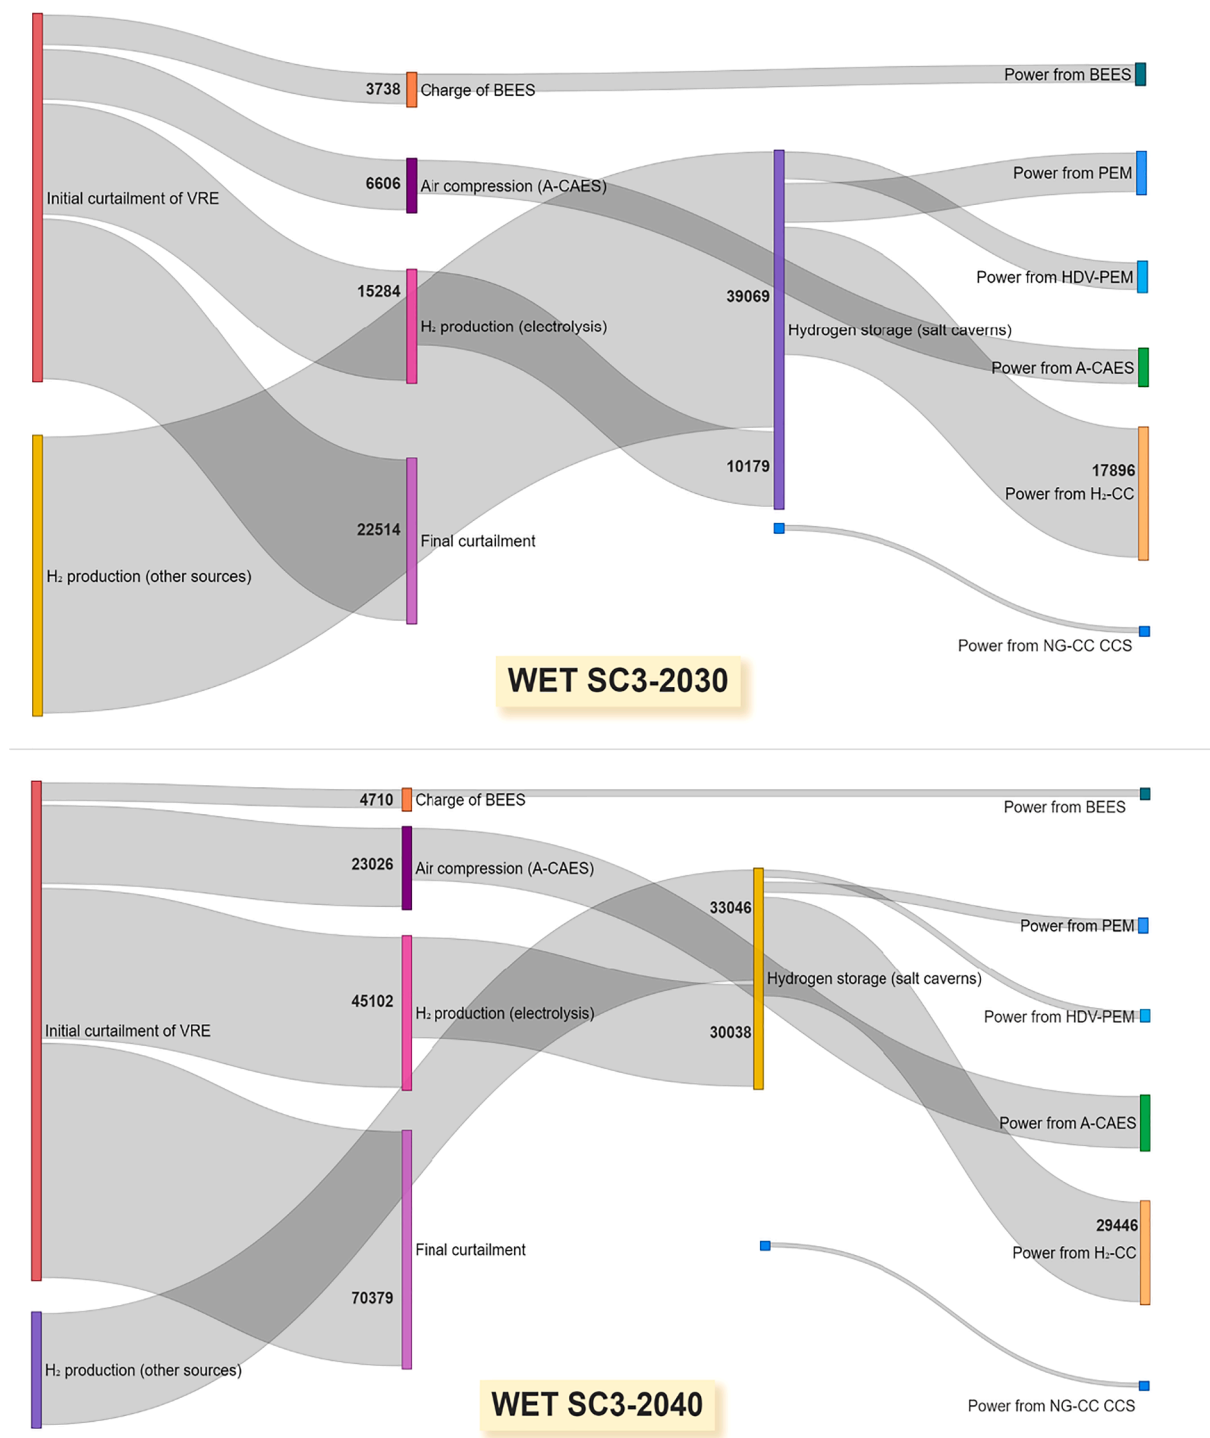 3738
Charge of BEES
Power from BEES
6606
Air compression (A-CAES)
Power from PEM
Initial curtailment of VRE
Power from HDV-PEM
15284
39069
H₂ production (electrolysis)
Hydrogen storage (salt caverns)
Power from A-CAES
10179
17896
Power from H₂-CC
22514
Final curtailment
H₂ production (other sources)
Power from NG-CC CCS
WET SC3-2030
4710
Charge of BEES
Power from BEES
23026
Air compression (A-CAES)
33046
Power from PEM
Hydrogen storage (salt caverns)
45102
H₂ production (electrolysis)
Power from HDV-PEM
Initial curtailment of VRE
30038
Power from A-CAES
29446
Final curtailment
Power from H₂-CC
70379
H₂ production (other sources)
WET SC3-2040
Power from NG-CC CCS